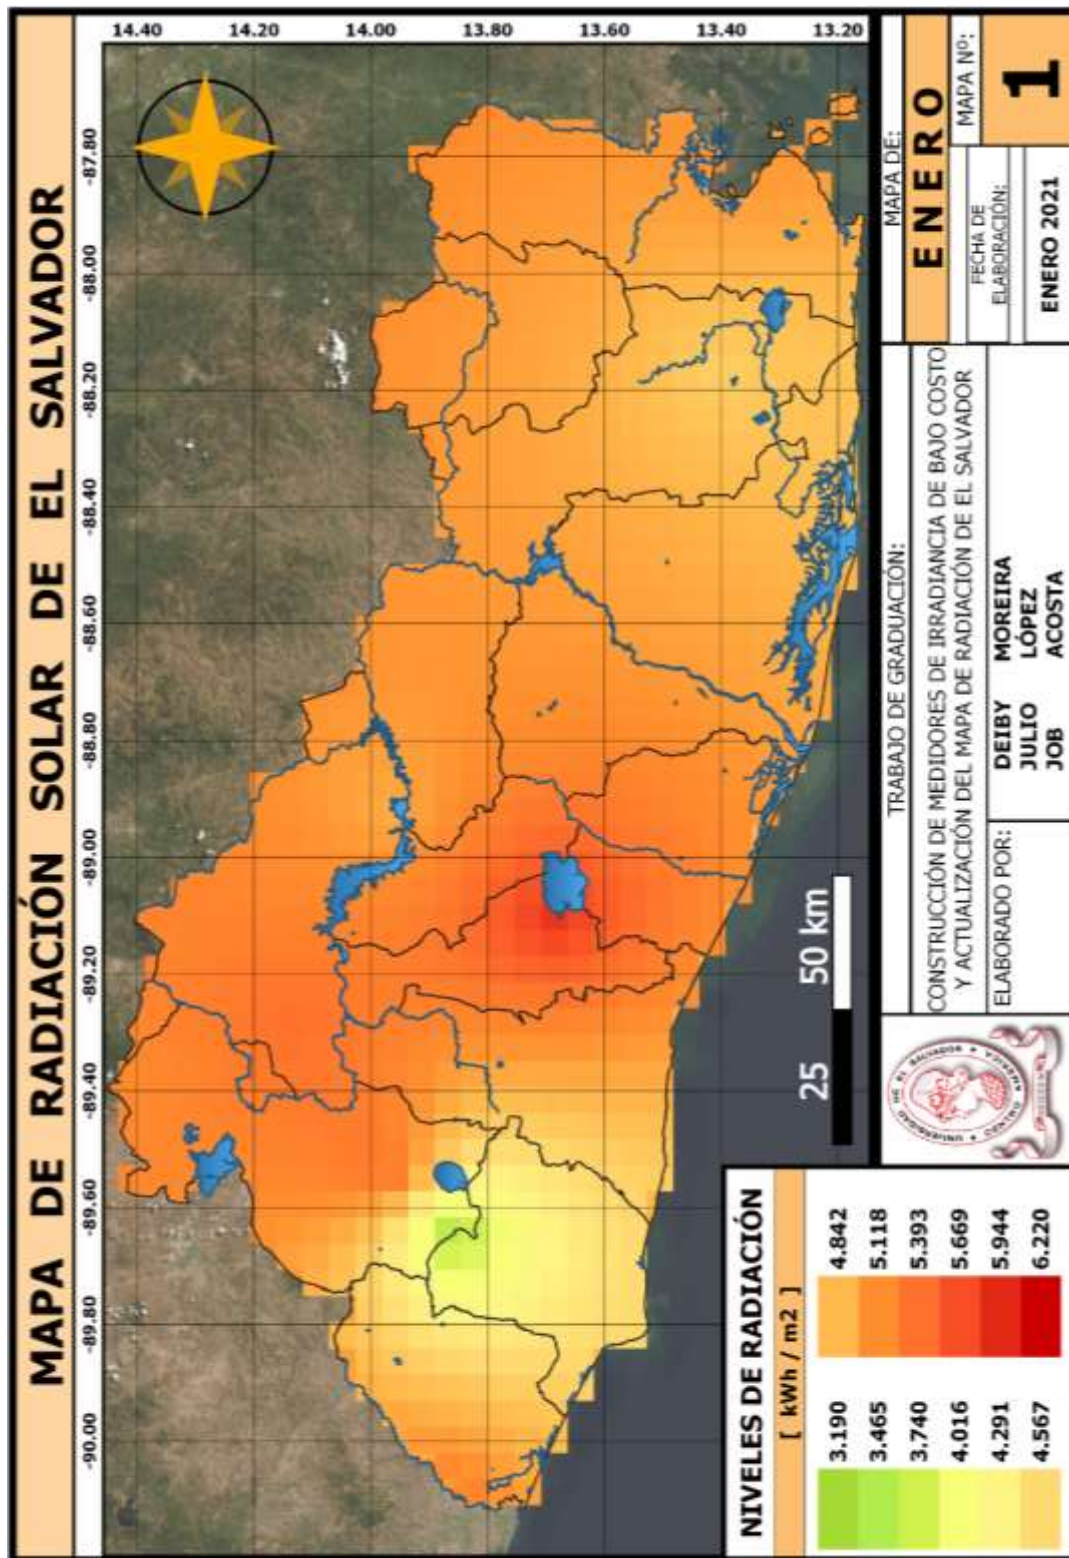 MAPA DE RADIACIÓN SOLAR DE EL SALVADOR
-90.00 -89.80 -89.60 -89.40 -89.20 -89.00 -88.80 -88.60 -88.40 -88.20 -88.00 -87.80
14.40
14.20
14.00
13.80
13.60
13.40
13.20
25 50 km
NIVELES DE RADIACIÓN
[ kWh / m2 ]
3.190 4.842
3.465 5.118
3.740 5.393
4.016 5.669
4.291 5.944
4.567 6.220
UNIVERSIDAD DE EL SALVADOR
TRABAJO DE GRADUACIÓN:
CONSTRUCCIÓN DE MEDIDORES DE IRRADIANCIA DE BAJO COSTO
Y ACTUALIZACIÓN DEL MAPA DE RADIACIÓN DE EL SALVADOR
ELABORADO POR:
DEIBY MOREIRA
JULIO LÓPEZ
JOB ACOSTA
MAPA DE:
ENERO
FECHA DE
ELABORACIÓN:
ENERO 2021
MAPA Nº:
1